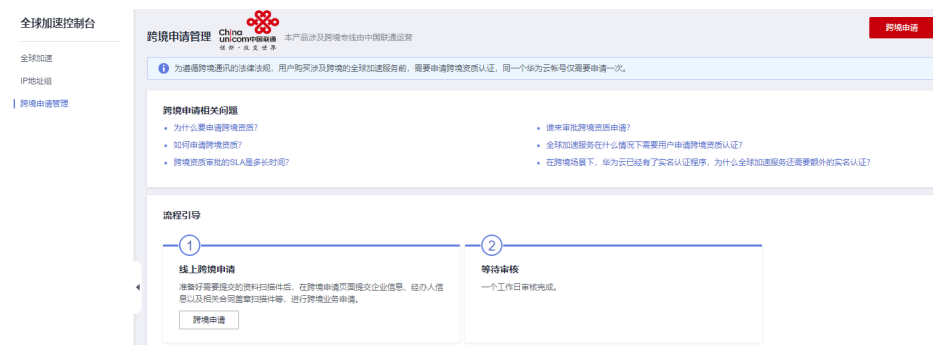 全球加速控制台
全球加速
IP地址组
跨境申请管理
跨境申请管理
China
unicom中国联通
创新·改变世界
本产品涉及跨境专线由中国联通运营
跨境申请
为遵循跨境通讯的法律法规，用户购买涉及跨境的全球加速服务前，需要申请跨境资质认证，同一个华为云帐号仅需要申请一次。
跨境申请相关问题
为什么要申请跨境资质？
谁来审批跨境资质申请？
如何申请跨境资质？
全球加速服务在什么情况下需要用户申请跨境资质认证？
跨境资质审批的SLA是多长时间？
在跨境场景下，华为云已经有了实名认证程序，为什么全球加速服务还需要额外的实名认证？
流程引导
1
2
线上跨境申请
等待审核
准备好需要提交的资料扫描件后，在跨境申请页面提交企业信息、经办人信
息以及相关合同盖章扫描件等，进行跨境业务申请。
一个工作日审核完成。
跨境申请